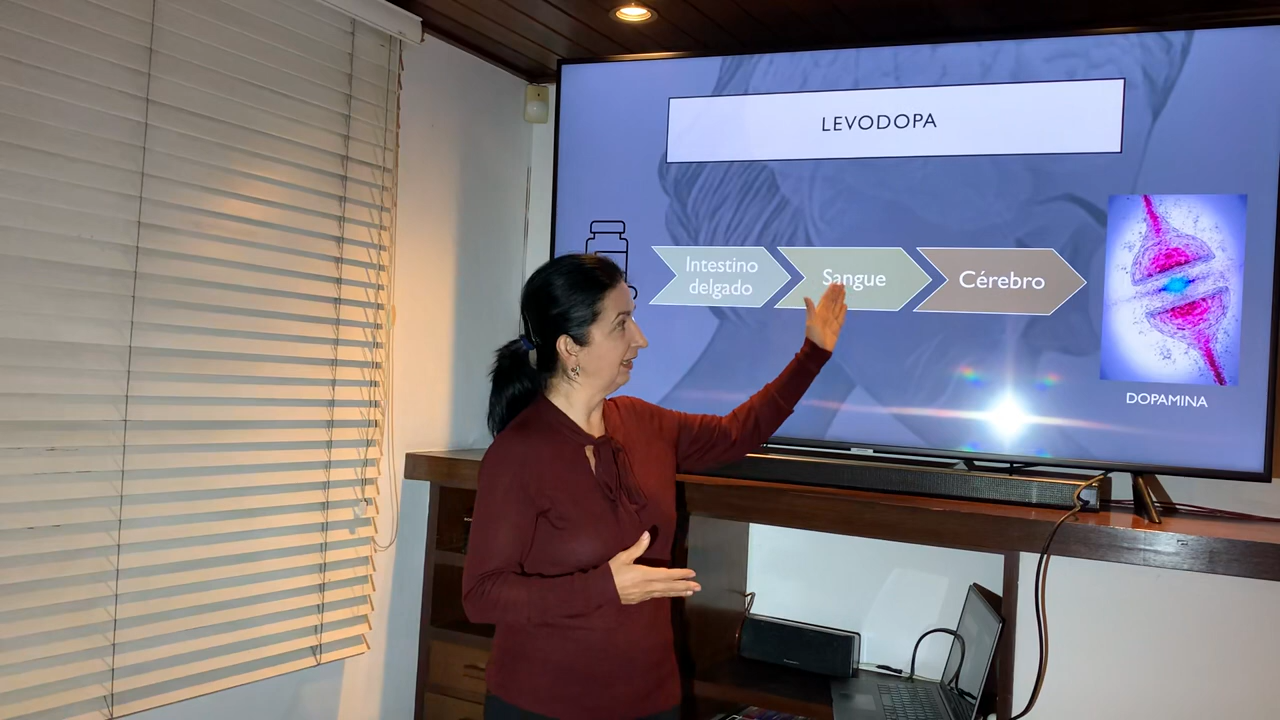 LEVODOPA
Intestino
delgado
Sangue
Cérebro
DOPAMINA